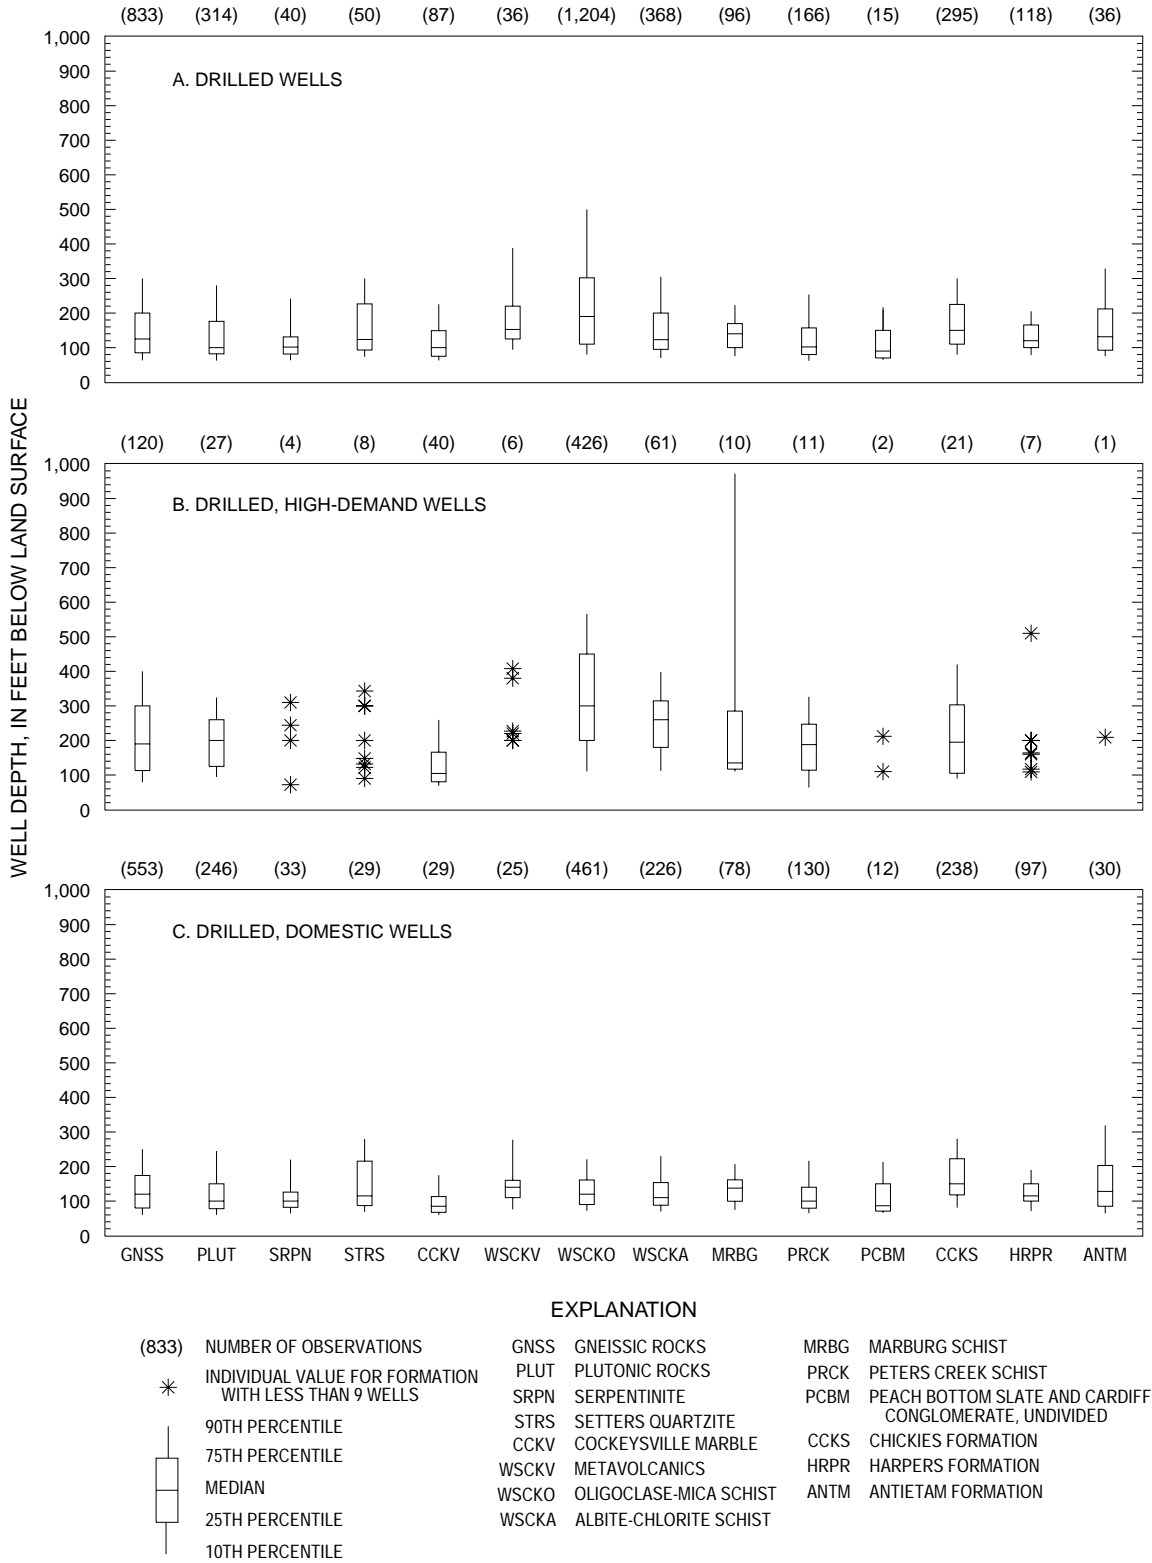 (833) (314) (40) (50) (87) (36) (1,204) (368) (96) (166) (15) (295) (118) (36)
1,000
900
800
700
600
500
400
300
200
100
0
A. DRILLED WELLS
WELL DEPTH, IN FEET BELOW LAND SURFACE
(120) (27) (4) (8) (40) (6) (426) (61) (10) (11) (2) (21) (7) (1)
1,000
900
800
700
600
500
400
300
200
100
0
B. DRILLED, HIGH-DEMAND WELLS
(553) (246) (33) (29) (29) (25) (461) (226) (78) (130) (12) (238) (97) (30)
1,000
900
800
700
600
500
400
300
200
100
0
C. DRILLED, DOMESTIC WELLS
GNSS PLUT SRPN STRS CCKV WSCKV WSCKO WSCKA MRBG PRCK PCBM CCKS HRPR ANTM
EXPLANATION
(833) NUMBER OF OBSERVATIONS
INDIVIDUAL VALUE FOR FORMATION
WITH LESS THAN 9 WELLS
90TH PERCENTILE
75TH PERCENTILE
MEDIAN
25TH PERCENTILE
10TH PERCENTILE
GNSS GNEISSIC ROCKS
PLUT PLUTONIC ROCKS
SRPN SERPENTINITE
STRS SETTERS QUARTZITE
CCKV COCKEYSVILLE MARBLE
WSCKV METAVOLCANICS
WSCKO OLIGOCLASE-MICA SCHIST
WSCKA ALBITE-CHLORITE SCHIST
MRBG MARBURG SCHIST
PRCK PETERS CREEK SCHIST
PCBM PEACH BOTTOM SLATE AND CARDIFF
CONGLOMERATE, UNDIVIDED
CCKS CHICKIES FORMATION
HRPR HARPERS FORMATION
ANTM ANTIETAM FORMATION